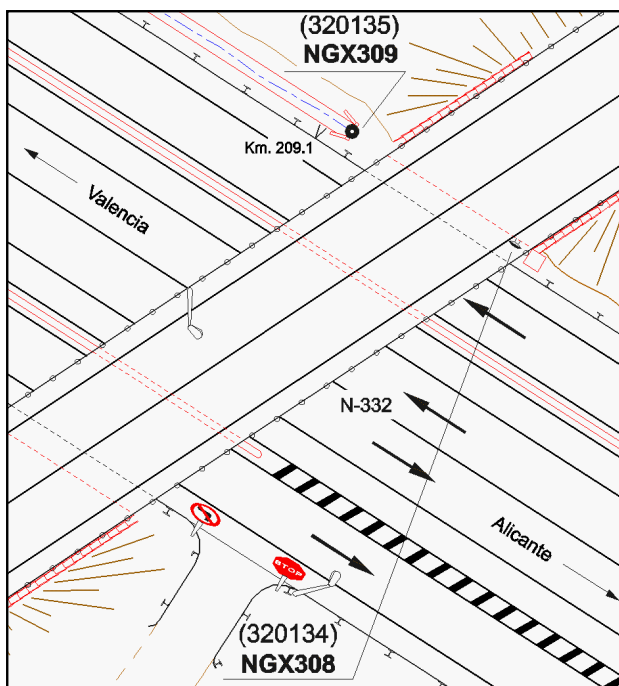 (320135)
NGX309
Km. 209.1
Valencia
N-332
Alicante
STOP
(320134)
NGX308